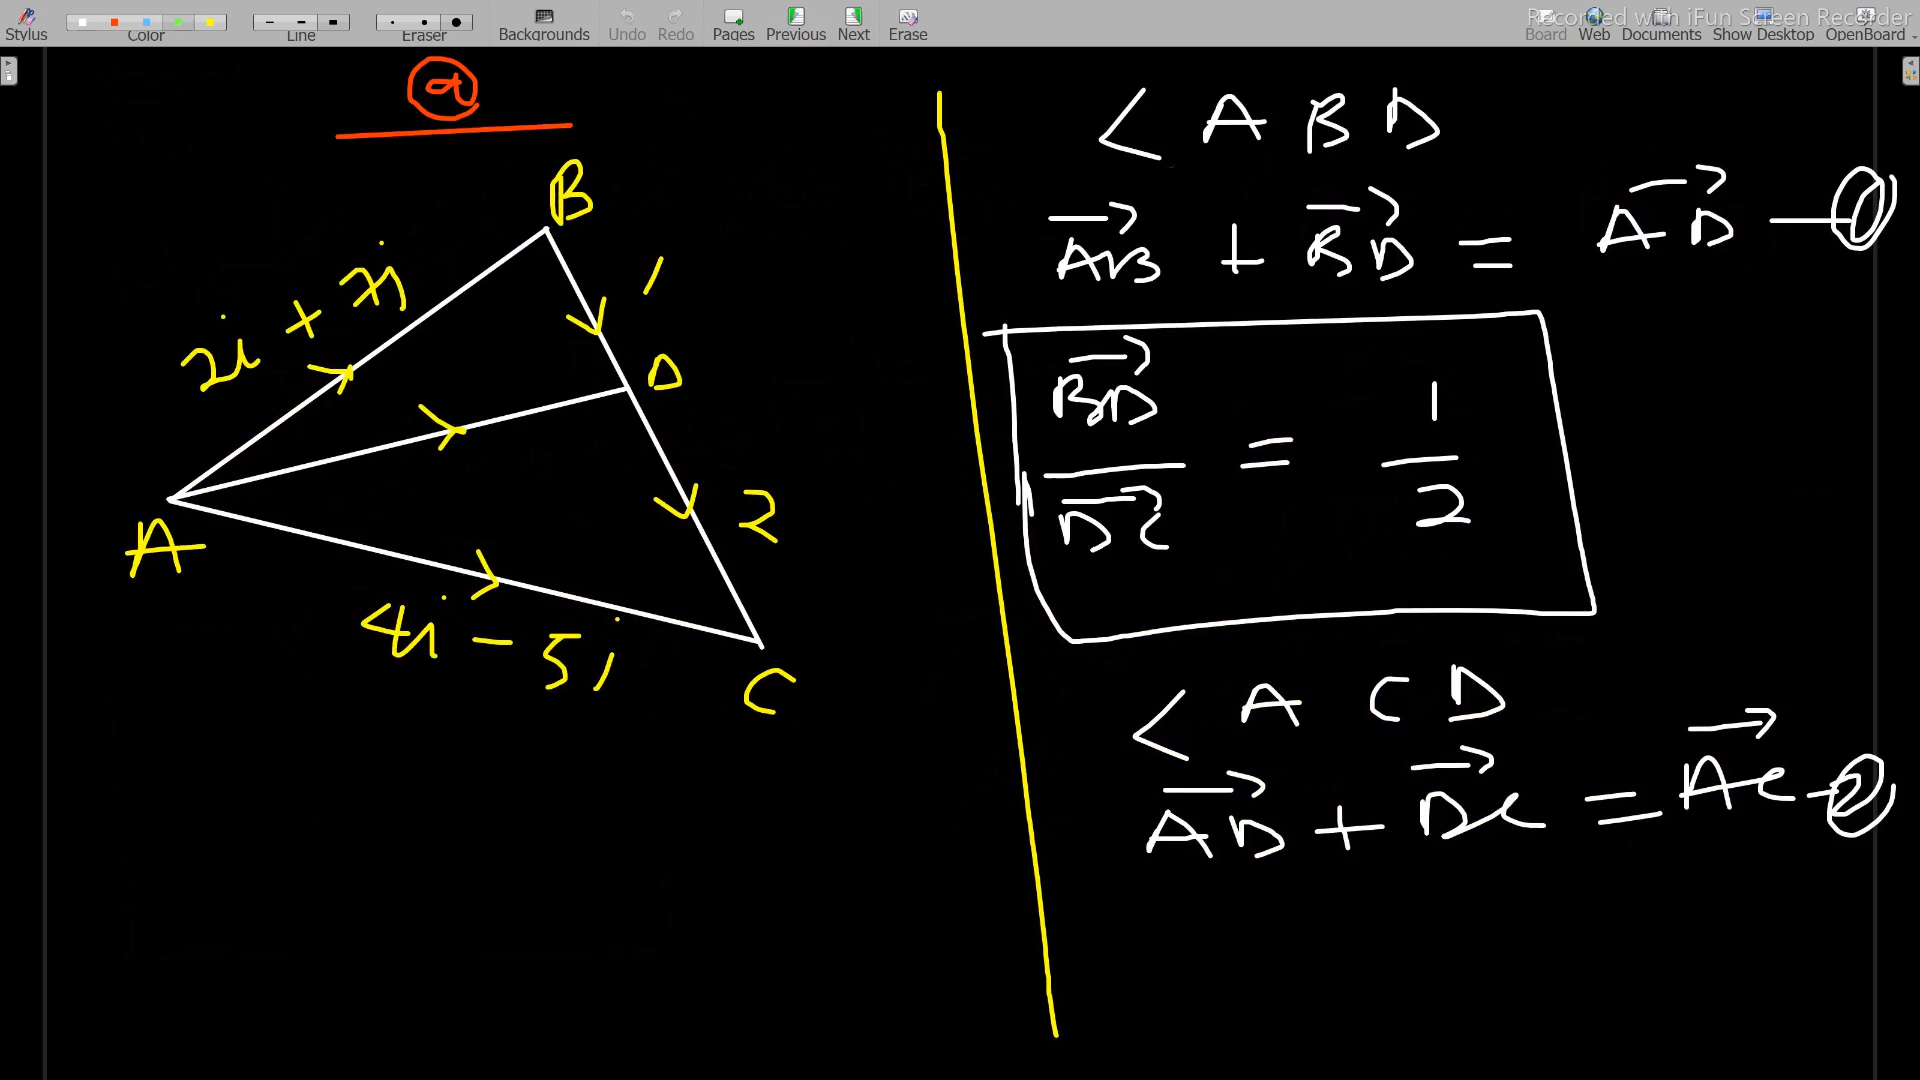 Recorded with iFun Screen Recorder
Stylus Color Line Eraser Backgrounds Undo Redo Pages Previous Next Erase Board Web Documents Show Desktop OpenBoard
a
B
2i + 7j
1
D
A
2
4i - 5j
C
< A B D
AB + BD = AD - 1
BD
DC
=
1
2
< A C D
AD + DC = AC - 2